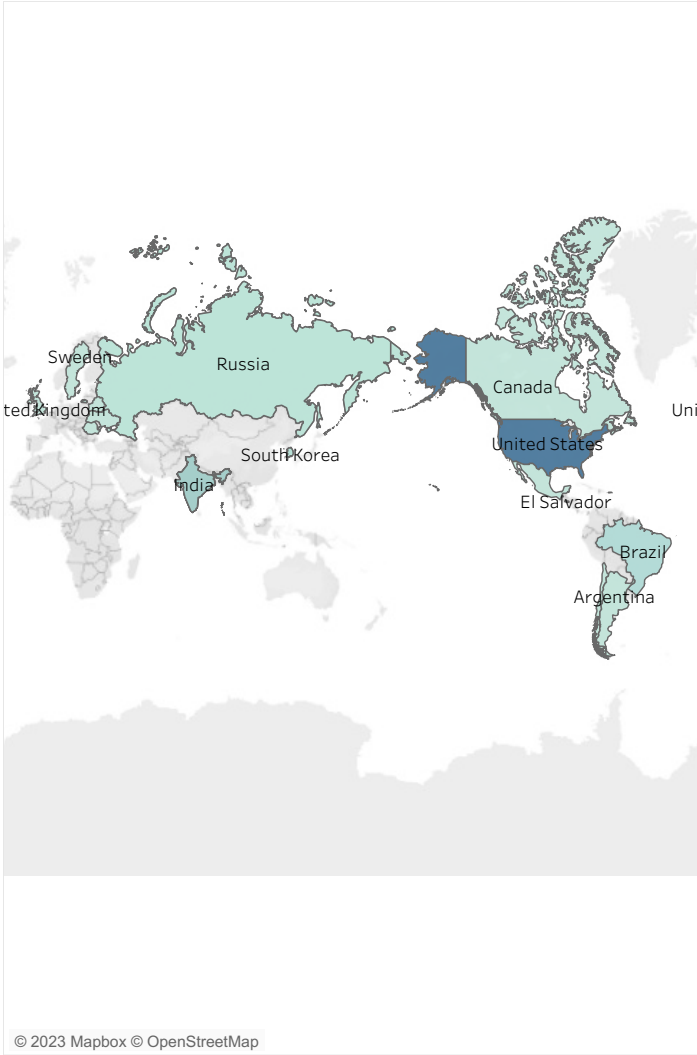 Sweden
Russia
Canada
ted Kingdom
Uni
United States
South Korea
India
El Salvador
Brazil
Argentina
© 2023 Mapbox © OpenStreetMap